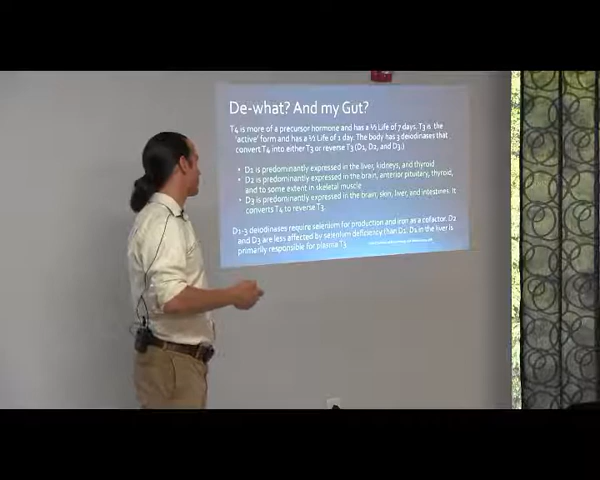 De-what? And my Gut?
T4 is more of a precursor hormone and has a ½ Life of 7 days. T3 is the
'active' form and has a ½ Life of 1 day. The body has 3 deiodinases that
convert T4 into either T3 or reverse T3 (D1, D2, and D3.)
• D1 is predominantly expressed in the liver, kidneys, and thyroid
• D2 is predominantly expressed in the brain, anterior pituitary, thyroid,
and to some extent in skeletal muscle
• D3 is predominantly expressed in the brain, skin, liver, and intestines. It
converts T4 to reverse T3.
D1-3 deiodinases require selenium for production and iron as a cofactor. D2
and D3 are less affected by selenium deficiency than D1. D1 in the liver is
primarily responsible for plasma T3